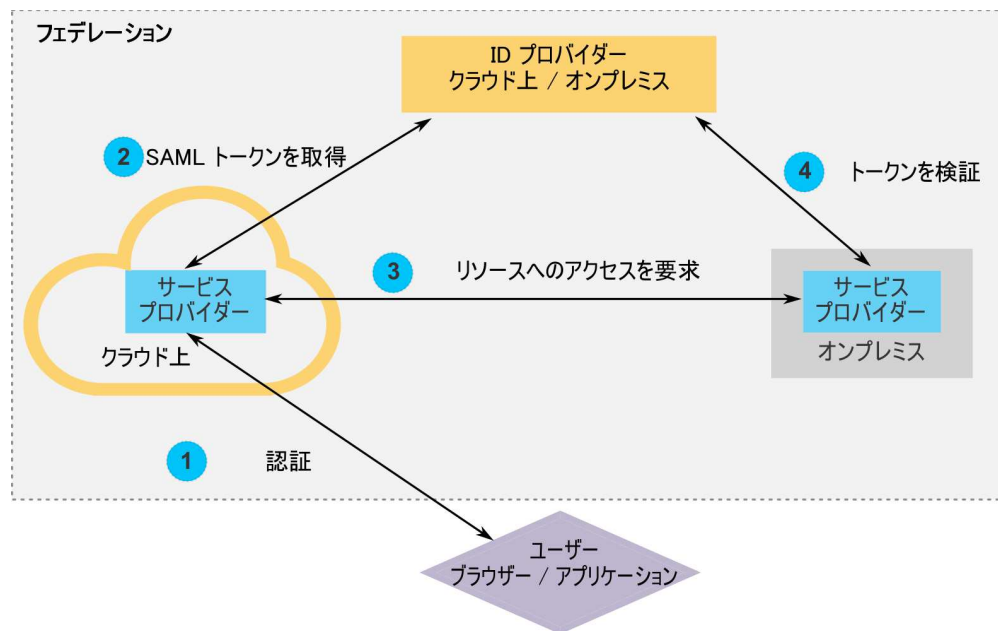 フェデレーション
ID プロバイダー
クラウド上 / オンプレミス
2 SAML トークンを取得
4 トークンを検証
3 リソースへのアクセスを要求
サービス
プロバイダー
クラウド上
サービス
プロバイダー
オンプレミス
1 認証
ユーザー
ブラウザー / アプリケーション